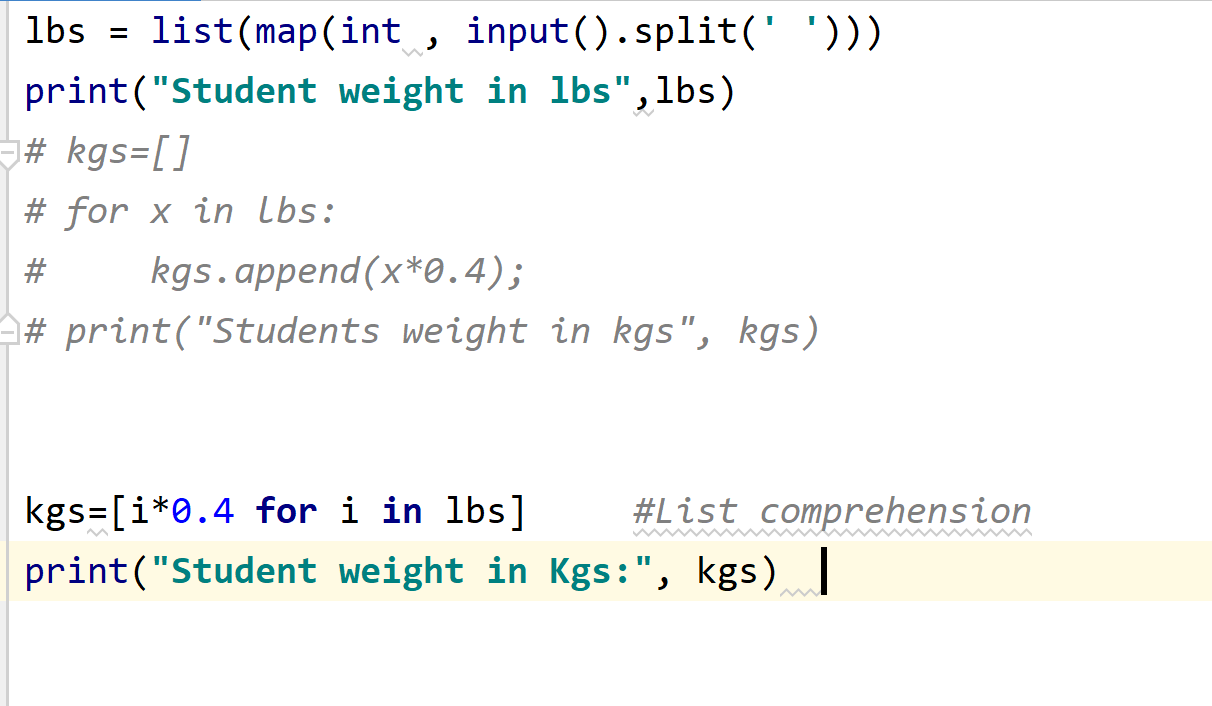 lbs = list(map(int , input().split(' ')))
print("Student weight in lbs",lbs)
# kgs=[]
# for x in lbs:
#     kgs.append(x*0.4);
# print("Students weight in kgs", kgs)
kgs=[i*0.4 for i in lbs]     #List comprehension
print("Student weight in Kgs:", kgs)